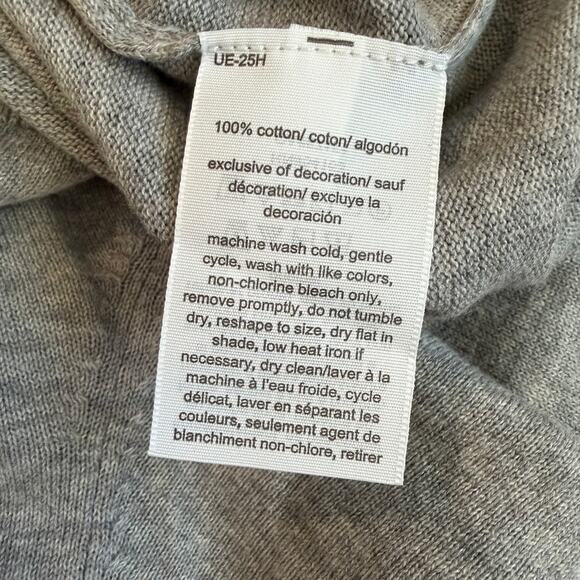 UE-25H
100% cotton/ coton/ algodón
exclusive of decoration/ sauf
décoration/ excluye la
decoración
machine wash cold, gentle
cycle, wash with like colors,
non-chlorine bleach only,
remove promptly, do not tumble
dry, reshape to size, dry flat in
shade, low heat iron if
necessary, dry clean/laver à la
machine à l'eau froide, cycle
délicat, laver en séparant les
couleurs, seulement agent de
blanchiment non-chlore, retirer